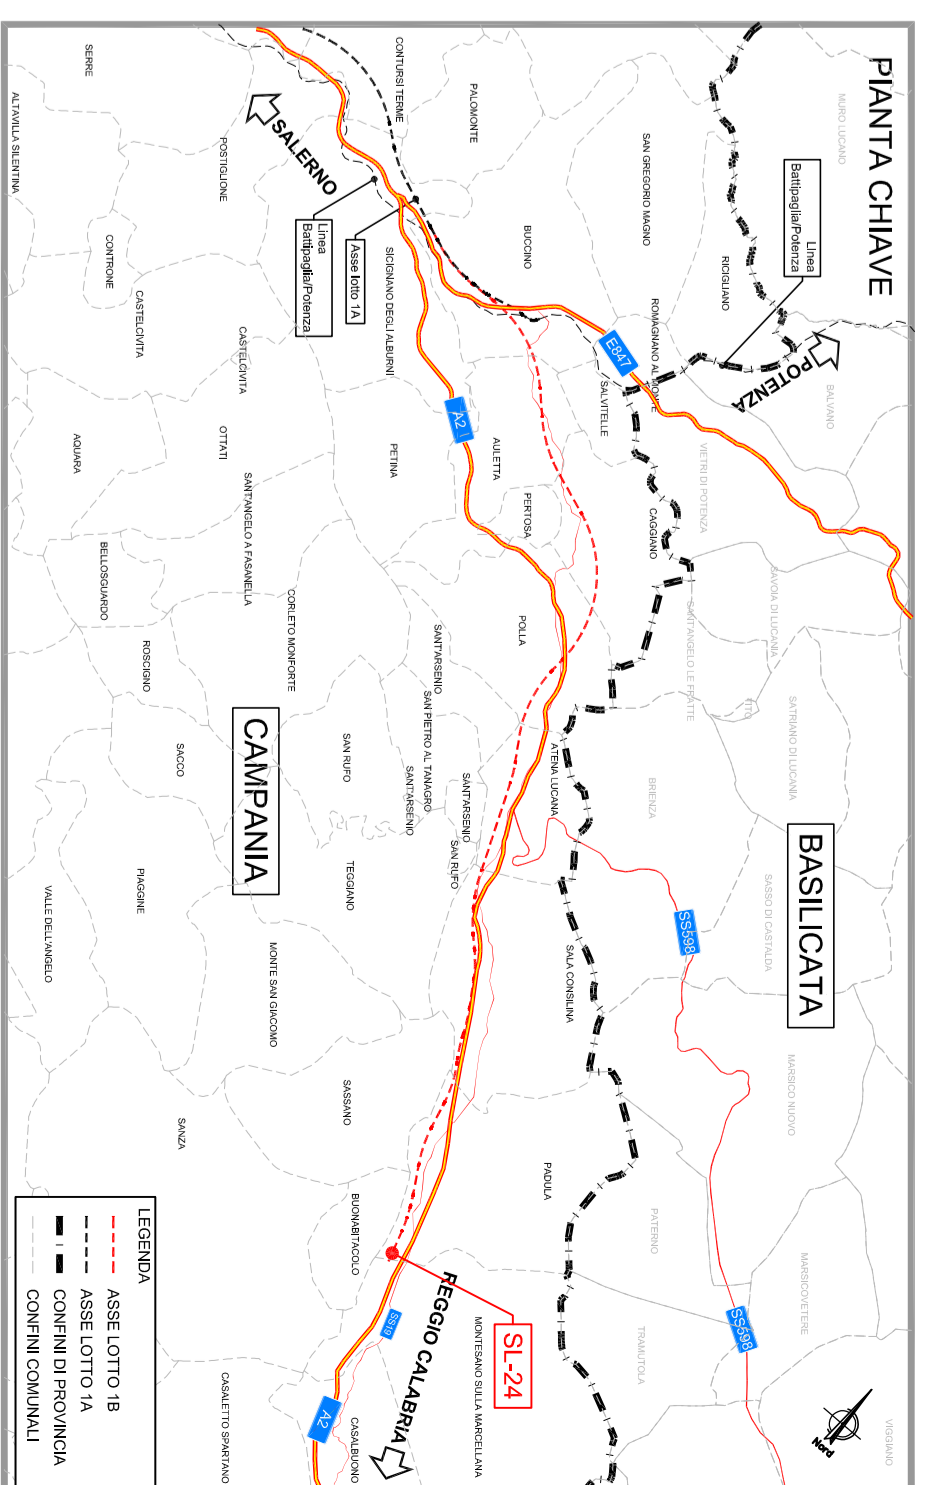 PIANTA CHIAVE
MURO LUCANO
SERRE
ALTAVILLA SILENTINA
CONTURSI TERME
PALOMONTE
SALERNO
POSTIGLIONE
SAN GREGORIO MAGNO
Linea
Battipaglia/Potenza
RICIGLIANO
BUCCINO
Linea
Battipaglia/Potenza
Asse lotto 1A
SICIGNANO DEGLI ALBURNI
CONTRONE
CASTELCIVITA
CASTELCIVITA
ROMAGNANO AL MONTE
E847
POTENZA
BALVANO
SALVITELLE
A2
AULETTA
PETINA
OTTATI
AQUARA
VIETRI DI POTENZA
PERTOSA
CAGGIANO
SANT'ANGELO A FASANELLA
BELLOSGUARDO
CORLETO MONFORTE
SAVOIA DI LUCANIA
SANT'ANGELO LE FRATTE
POLLA
SANT'ARSENIO
ROSCIGNO
TITO
SATRIANO DI LUCANIA
SAN PIETRO AL TANAGRO
SANT'ARSENIO
SANT'ARSENIO
SAN RUFO
SAN RUFO
SACCO
ATENA LUCANA
BRIENZA
CAMPANIA
BASILICATA
TEGGIANO
PIAGGINE
VALLE DELL'ANGELO
SASSO DI CASTALDA
SS598
SALA CONSILINA
MONTE SAN GIACOMO
MARSICO NUOVO
SASSANO
SANZA
PADULA
PATERNO
BUONABITACOLO
MARSICOVETERE
SS598
TRAMUTOLA
SL-24
SS19
REGGIO CALABRIA
MONTESANO SULLA MARCELLANA
A2
CASALBUONO
CASALETTO SPARTANO
VIGGIANO
Nord
LEGENDA
ASSE LOTTO 1B
ASSE LOTTO 1A
CONFINI DI PROVINCIA
CONFINI COMUNALI